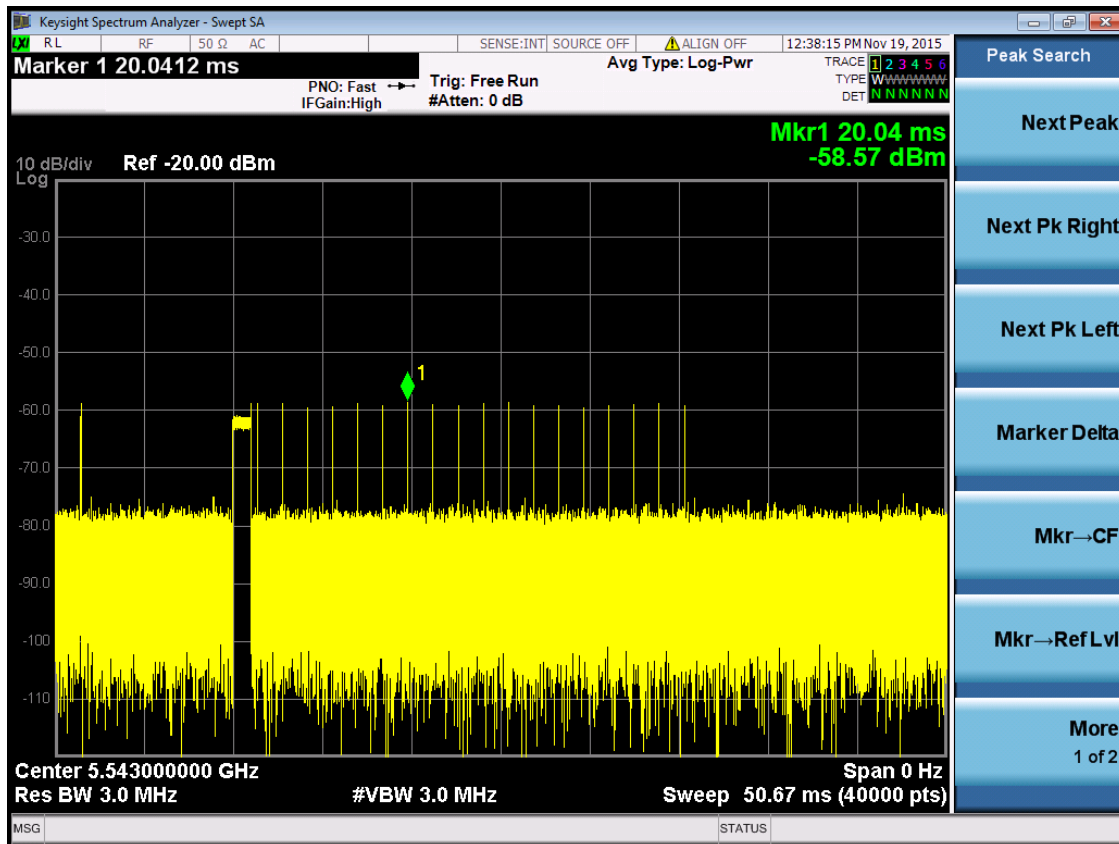 Keysight Spectrum Analyzer - Swept SA
LXI RL RF 50 Ω AC SENSE:INT SOURCE OFF ALIGN OFF 12:38:15 PM Nov 19, 2015
Marker 1 20.0412 ms
PNO: Fast
IFGain:High
Trig: Free Run
#Atten: 0 dB
Avg Type: Log-Pwr
TRACE 1 2 3 4 5 6
TYPE WWWWWWW
DET N N N N N N
Mkr1 20.04 ms
-58.57 dBm
10 dB/div Ref -20.00 dBm
Log
1
-30.0
-40.0
-50.0
-60.0
-70.0
-80.0
-90.0
-100
-110
Center 5.543000000 GHz Span 0 Hz
Res BW 3.0 MHz #VBW 3.0 MHz Sweep 50.67 ms (40000 pts)
MSG STATUS
Peak Search
Next Peak
Next Pk Right
Next Pk Left
Marker Delta
Mkr→CF
Mkr→Ref Lvl
More
1 of 2